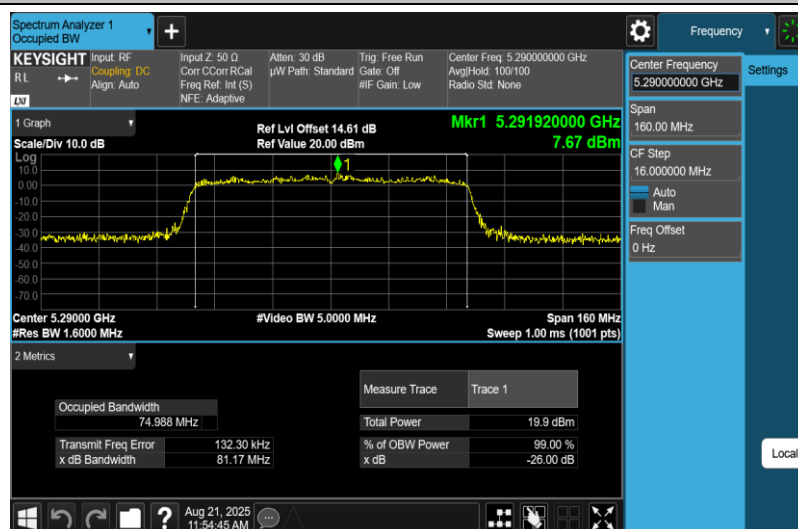 Spectrum Analyzer 1
Occupied BW
Frequency
KEYSIGHT Input: RF Input Z: 50 Ω Atten: 30 dB Trig: Free Run Center Freq: 5.290000000 GHz
RL Coupling: DC Corr CCorr RCal µW Path: Standard Gate: Off Avg|Hold: 100/100
Align: Auto Freq Ref: Int (S) #IF Gain: Low Radio Std: None
LXI NFE: Adaptive
Center Frequency
5.290000000 GHz
Settings
Span
160.00 MHz
CF Step
16.000000 MHz
Auto
Man
Freq Offset
0 Hz
1 Graph Ref Lvl Offset 14.61 dB Mkr1 5.291920000 GHz
Scale/Div 10.0 dB Ref Value 20.00 dBm 7.67 dBm
Log
10.0
0.00
-10.0
-20.0
-30.0
-40.0
-50.0
-60.0
-70.0
1
Center 5.29000 GHz #Video BW 5.0000 MHz Span 160 MHz
#Res BW 1.6000 MHz Sweep 1.00 ms (1001 pts)
2 Metrics
Measure Trace Trace 1
Occupied Bandwidth
74.988 MHz
Total Power 19.9 dBm
Transmit Freq Error 132.30 kHz % of OBW Power 99.00 %
x dB Bandwidth 81.17 MHz x dB -26.00 dB
Local
Aug 21, 2025
11:54:45 AM